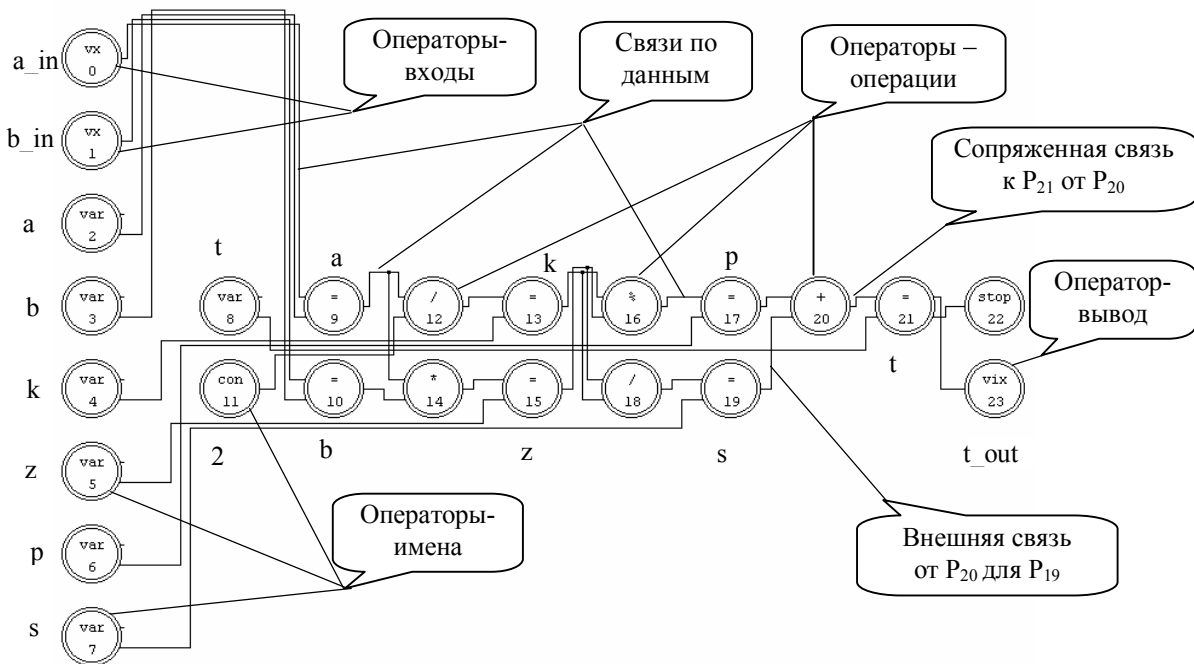 Операторы-
входы
Связи по
данным
Операторы –
операции
Сопряженная связь
к P21 от P20
Оператор-
вывод
Внешняя связь
от P20 для P19
Операторы-
имена
a_in
vx
0
b_in
vx
1
a
var
2
b
var
3
k
var
4
z
var
5
p
var
6
s
var
7
t
var
8
a
=
9
/
12
k
=
13
%
16
p
=
17
+
20
=
21
t
stop
22
con
11
2
=
10
b
*
14
=
15
z
/
18
=
19
s
vix
23
t_out